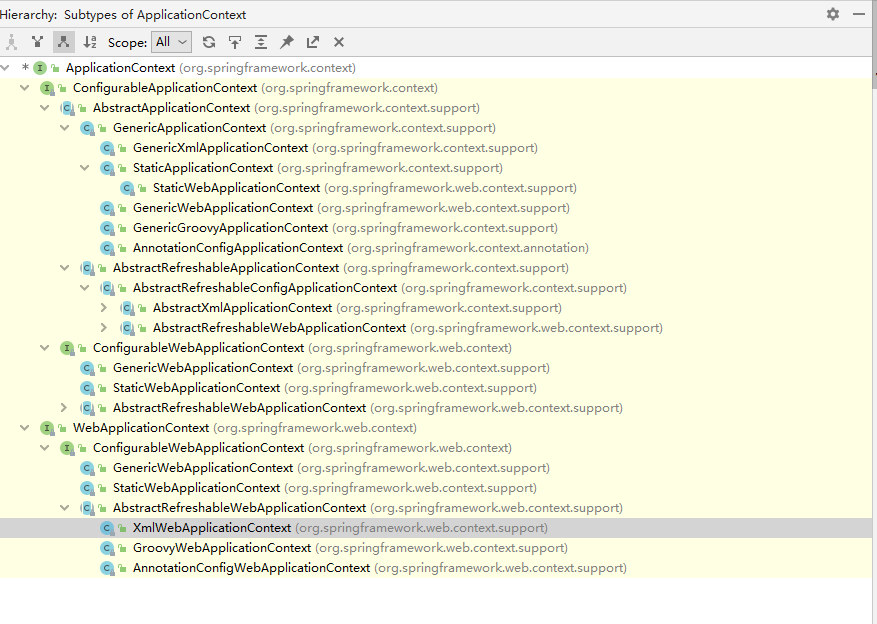 Hierarchy: Subtypes of ApplicationContext
Scope: All
* I ApplicationContext (org.springframework.context)
I ConfigurableApplicationContext (org.springframework.context)
C AbstractApplicationContext (org.springframework.context.support)
C GenericApplicationContext (org.springframework.context.support)
C GenericXmlApplicationContext (org.springframework.context.support)
C StaticApplicationContext (org.springframework.context.support)
C StaticWebApplicationContext (org.springframework.web.context.support)
C GenericWebApplicationContext (org.springframework.web.context.support)
C GenericGroovyApplicationContext (org.springframework.context.support)
C AnnotationConfigApplicationContext (org.springframework.context.annotation)
C AbstractRefreshableApplicationContext (org.springframework.context.support)
C AbstractRefreshableConfigApplicationContext (org.springframework.context.support)
C AbstractXmlApplicationContext (org.springframework.context.support)
C AbstractRefreshableWebApplicationContext (org.springframework.web.context.support)
I ConfigurableWebApplicationContext (org.springframework.web.context)
C GenericWebApplicationContext (org.springframework.web.context.support)
C StaticWebApplicationContext (org.springframework.web.context.support)
C AbstractRefreshableWebApplicationContext (org.springframework.web.context.support)
I WebApplicationContext (org.springframework.web.context)
I ConfigurableWebApplicationContext (org.springframework.web.context)
C GenericWebApplicationContext (org.springframework.web.context.support)
C StaticWebApplicationContext (org.springframework.web.context.support)
C AbstractRefreshableWebApplicationContext (org.springframework.web.context.support)
C XmlWebApplicationContext (org.springframework.web.context.support)
C GroovyWebApplicationContext (org.springframework.web.context.support)
C AnnotationConfigWebApplicationContext (org.springframework.web.context.support)